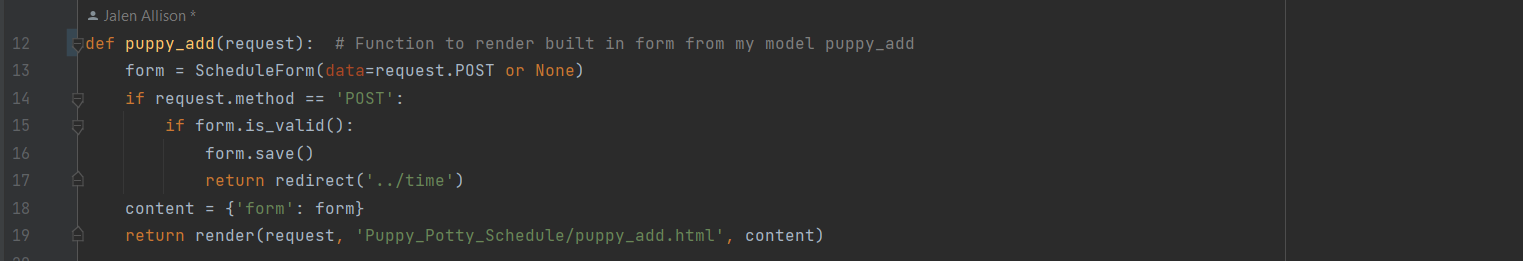 Jalen Allison *
12 def puppy_add(request):  # Function to render built in form from my model puppy_add
13     form = ScheduleForm(data=request.POST or None)
14     if request.method == 'POST':
15         if form.is_valid():
16             form.save()
17             return redirect('../time')
18     content = {'form': form}
19     return render(request, 'Puppy_Potty_Schedule/puppy_add.html', content)